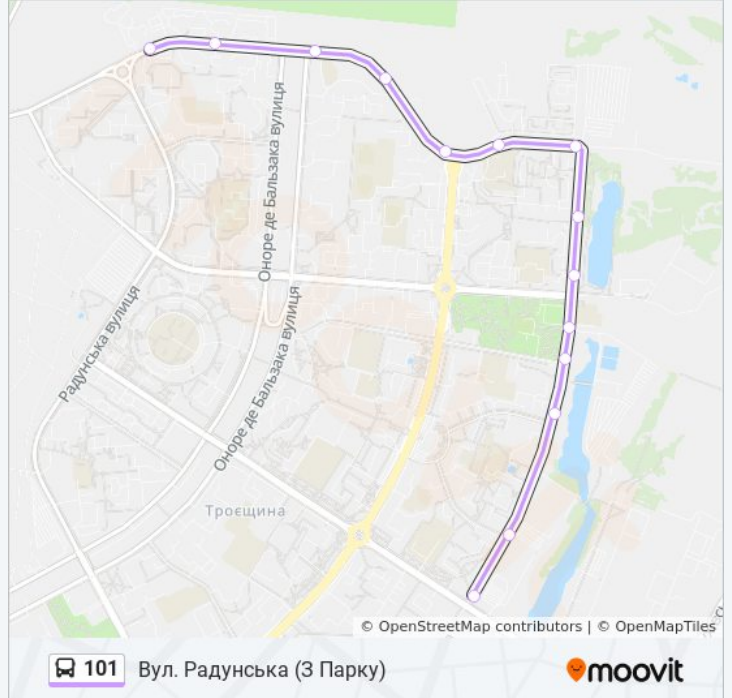 Оноре де Бальзака вулиця
Радунська вулиця
Оноре де Бальзака вулиця
Троєщина
© OpenStreetMap contributors | © OpenMapTiles
101 Вул. Радунська (З Парку)
moovit